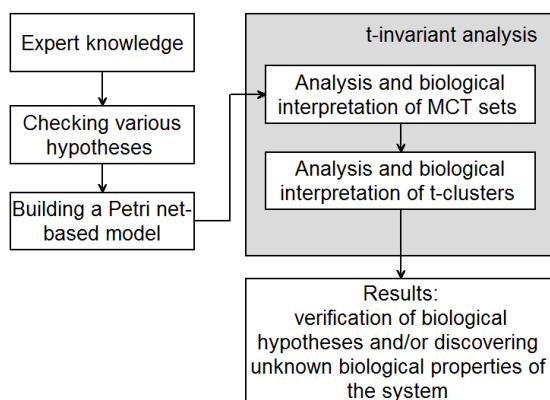 Expert knowledge
Checking various
hypotheses
Building a Petri net-
based model
t-invariant analysis
Analysis and biological
interpretation of MCT sets
Analysis and biological
interpretation of t-clusters
Results:
verification of biological
hypotheses and/or discovering
unknown biological properties of
the system